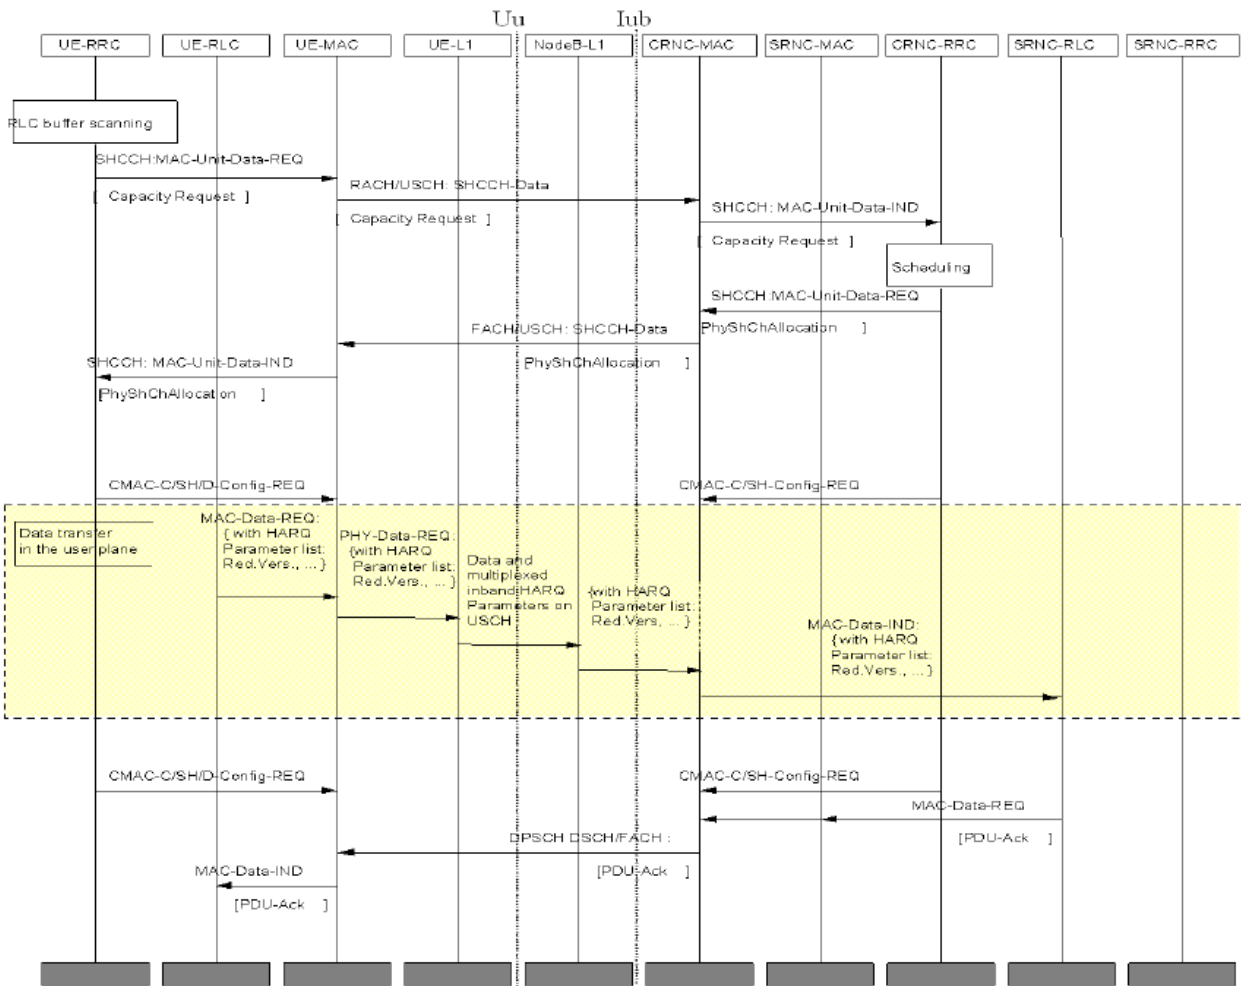 Uu Iub
UE-RRC UE-RLC UE-MAC UE-L1 NodeB-L1 CRNC-MAC SRNC-MAC CRNC-RRC SRNC-RLC SRNC-RRC
RLC buffer scanning
SHCCH:MAC-Unit-Data-REQ
[ Capacity Request ]
RACH/USCH: SHCCH-Data
[ Capacity Request ]
SHCCH: MAC-Unit-Data-IND
[ Capacity Request ]
Scheduling
SHCCH:MAC-Unit-Data-REQ
[PhyShChAllocation ]
FACH/USCH: SHCCH-Data
[PhyShChAllocation ]
SHCCH: MAC-Unit-Data-IND
[PhyShChAllocation ]
CMAC-C/SH/D-Config-REQ
CMAC-C/SH-Config-REQ
Data transfer
in the user plane
MAC-Data-REQ:
{with HARQ
Parameter list:
Red.Vers., ...}
PHY-Data-REQ:
{with HARQ
Parameter list:
Red.Vers., ...}
Data and
multiplexed
inband HARQ
Parameters on
USCH
{with HARQ
Parameter list:
Red.Vers, ...}
MAC-Data-IND:
{with HARQ
Parameter list:
Red.Vers., ...}
CMAC-C/SH/D-Config-REQ
CMAC-C/SH-Config-REQ
MAC-Data-REQ
[PDU-Ack ]
DPSCH DSCH/FACH :
[PDU-Ack ]
MAC-Data-IND
[PDU-Ack ]